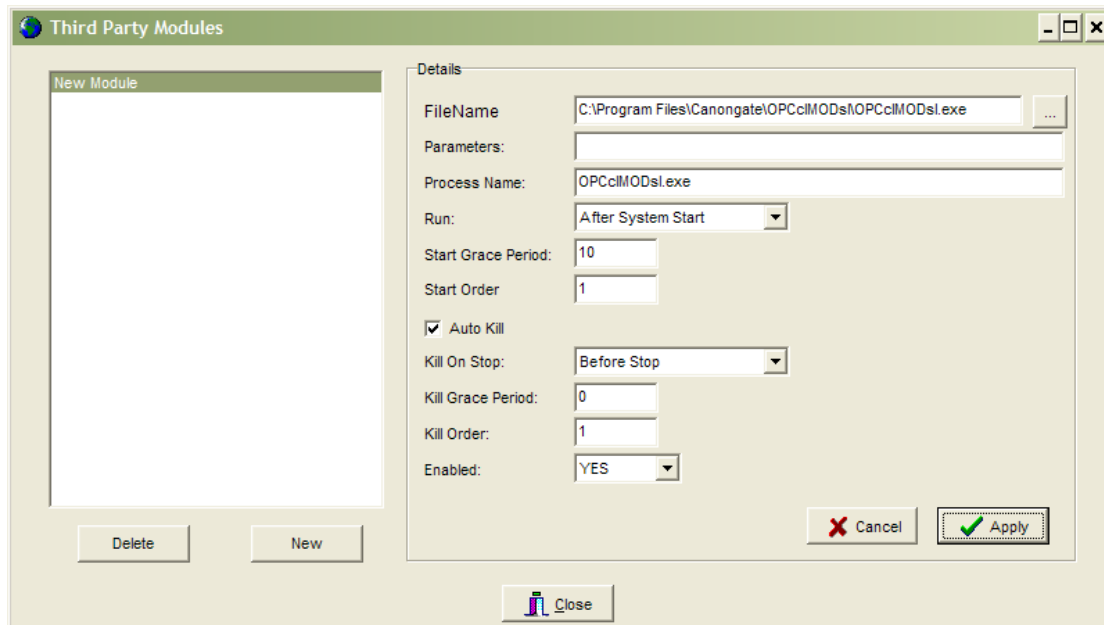 Third Party Modules
New Module
Delete
New
Details
FileName
C:\Program Files\Canongate\OPCclMODsl\OPCclMODsl.exe
...
Parameters:
Process Name:
OPCclMODsl.exe
Run:
After System Start
Start Grace Period:
10
Start Order
1
Auto Kill
Kill On Stop:
Before Stop
Kill Grace Period:
0
Kill Order:
1
Enabled:
YES
Cancel
Apply
Close